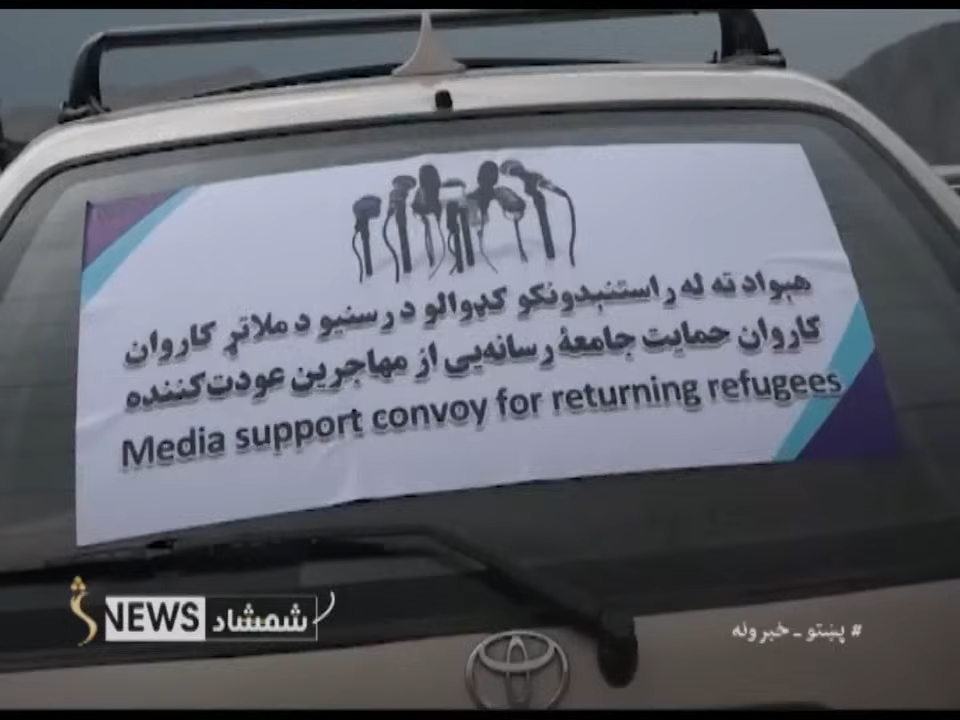 هېواد ته له راستنېدونکو کډوالو د رسنیو د ملاتړ کاروان
کاروان حمایت جامعهٔ رسانه‌یی از مهاجرین عودت‌کننده
Media support convoy for returning refugees
NEWS شمشاد
# پښتو ـ خبرونه